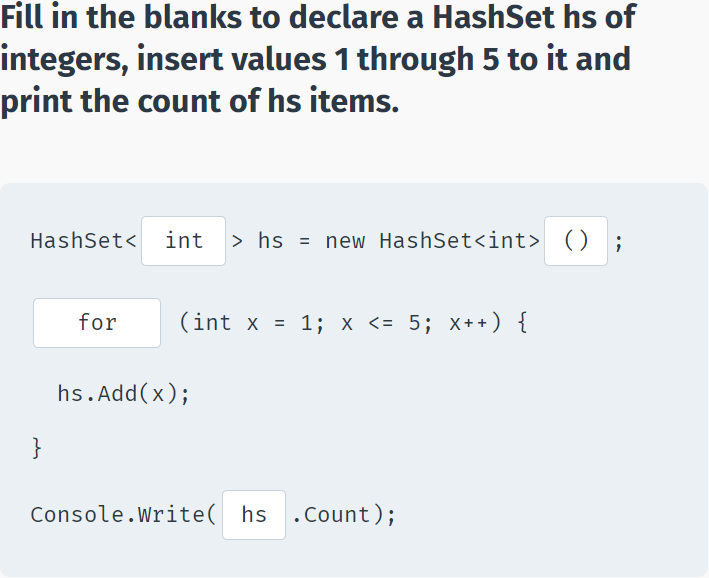 Fill in the blanks to declare a HashSet hs of
integers, insert values 1 through 5 to it and
print the count of hs items.
HashSet< int > hs = new HashSet<int> () ;
for (int x = 1; x <= 5; x++) {
hs.Add(x);
}
Console.Write( hs .Count);